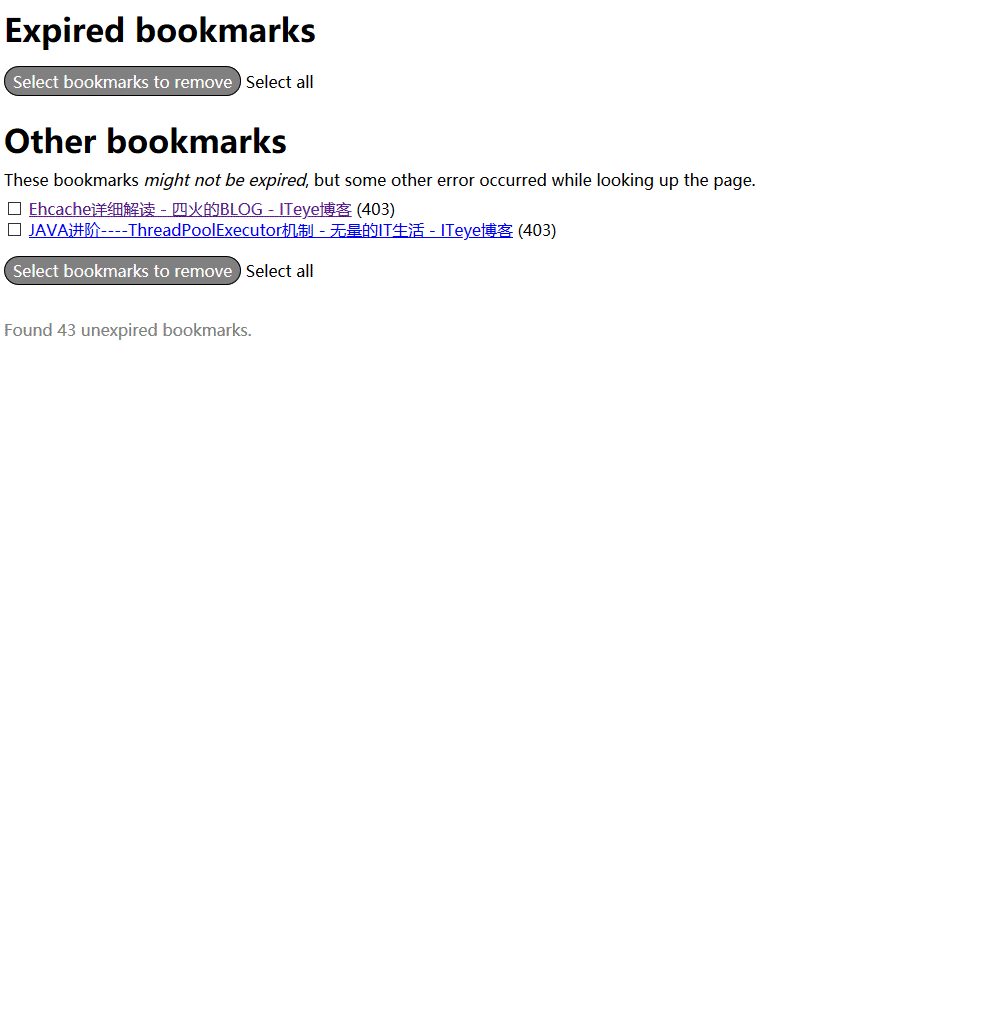 Expired bookmarks
Select bookmarks to remove Select all
Other bookmarks
These bookmarks might not be expired, but some other error occurred while looking up the page.
Ehcache详细解读 - 四火的BLOG - ITeye博客 (403)
JAVA进阶----ThreadPoolExecutor机制 - 无量的IT生活 - ITeye博客 (403)
Select bookmarks to remove Select all
Found 43 unexpired bookmarks.